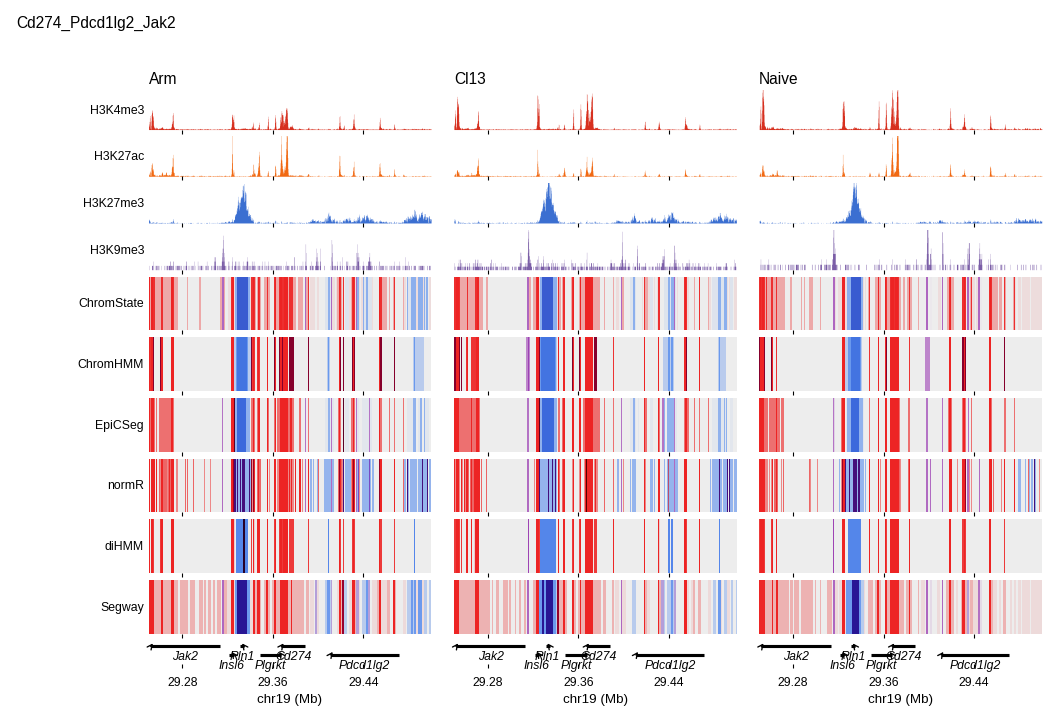 Cd274_Pdcd1lg2_Jak2
Arm Cl13 Naive
H3K4me3
H3K27ac
H3K27me3
H3K9me3
ChromState
ChromHMM
EpiCSeg
normR
diHMM
Segway
Jak2 Rln1 Cd274 Jak2 Rln1 Cd274 Jak2 Rln1 Cd274
Insl6 Plgrkt Pdcd1lg2 Insl6 Plgrkt Pdcd1lg2 Insl6 Plgrkt Pdcd1lg2
29.28 29.36 29.44 29.28 29.36 29.44 29.28 29.36 29.44
chr19 (Mb) chr19 (Mb) chr19 (Mb)